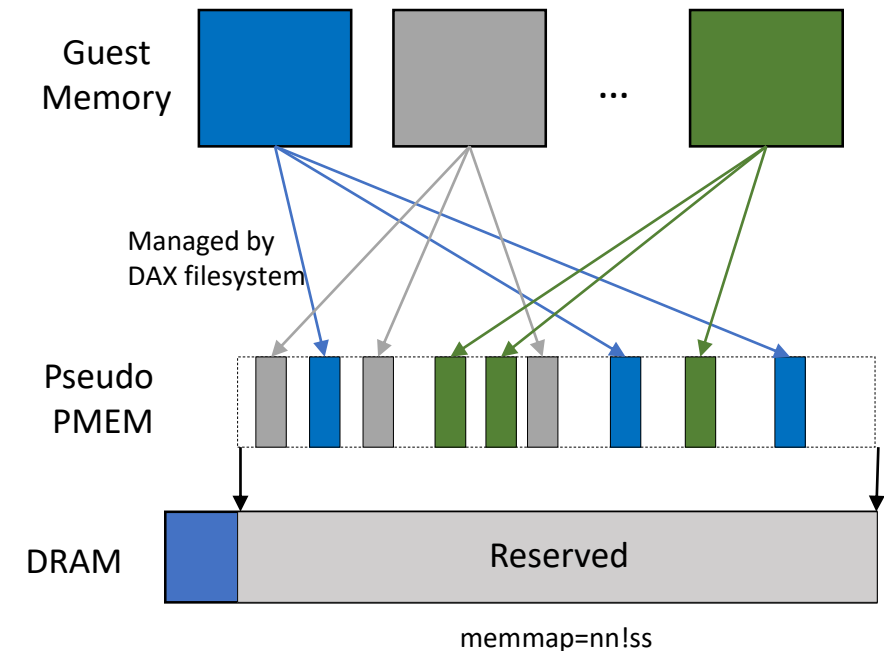 Guest
Memory
...
Managed by
DAX filesystem
Pseudo
PMEM
DRAM
Reserved
memmap=nn!ss